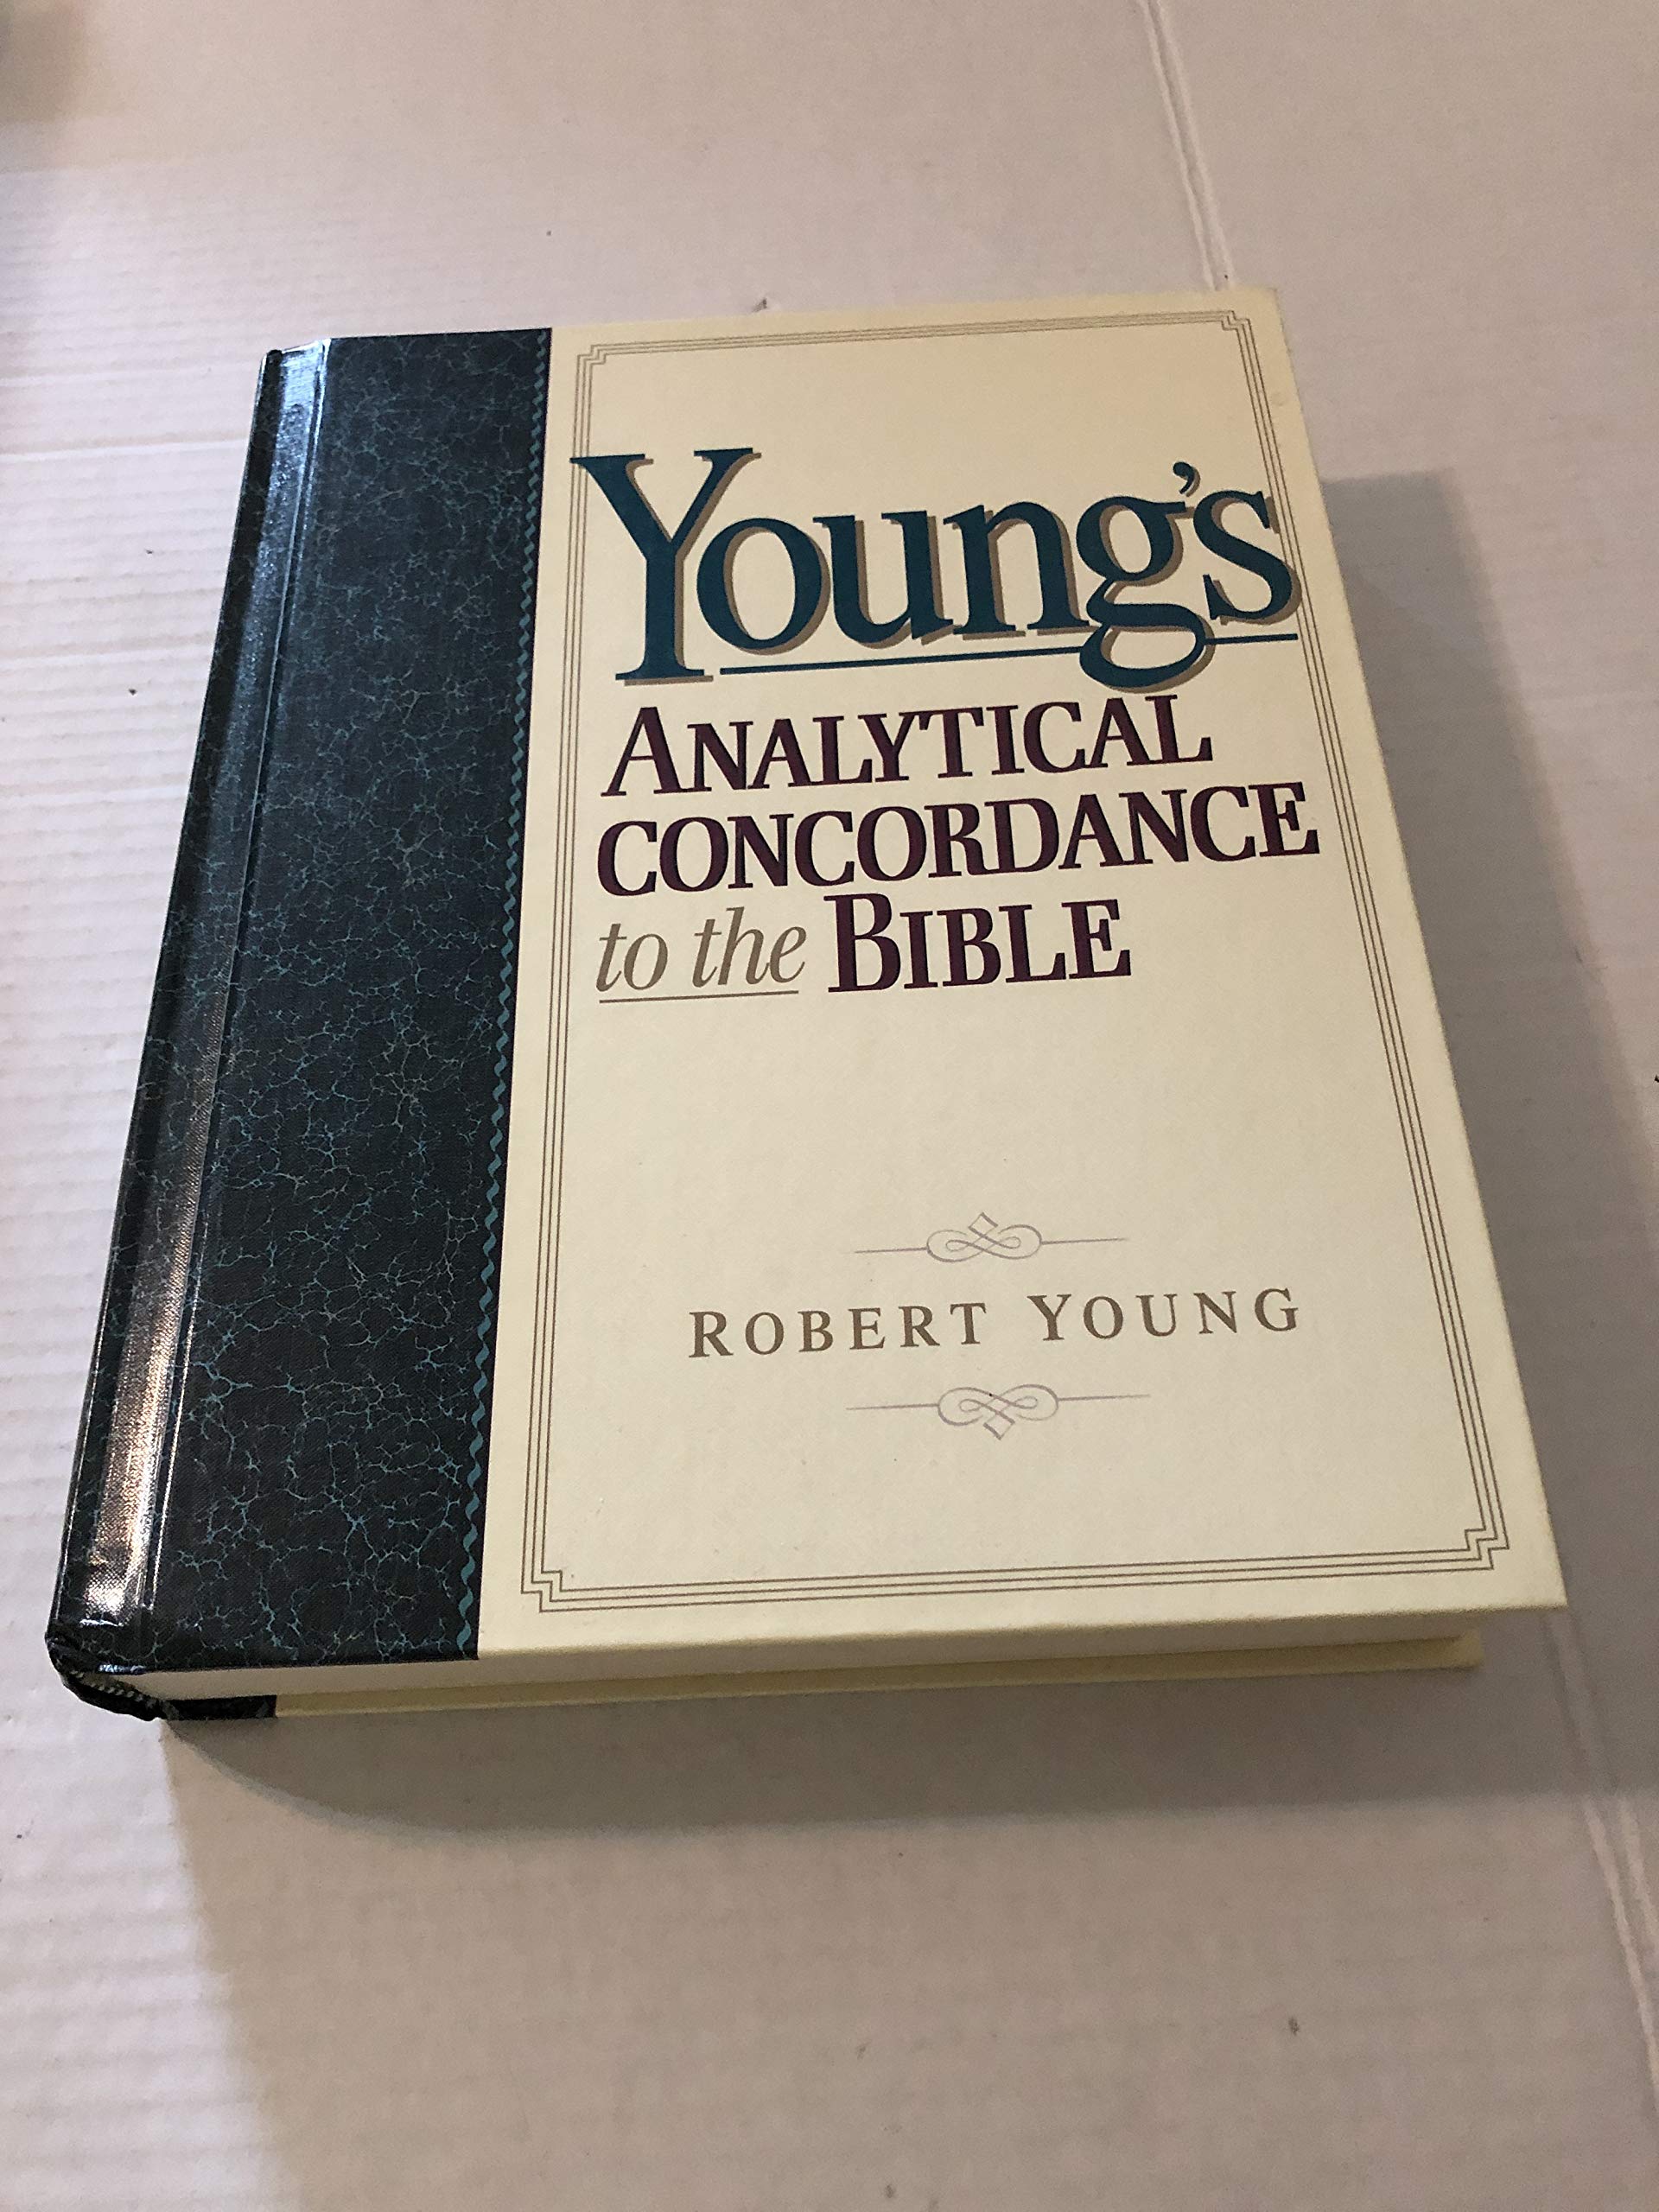 Young's
ANALYTICAL
CONCORDANCE
to the BIBLE
ROBERT YOUNG